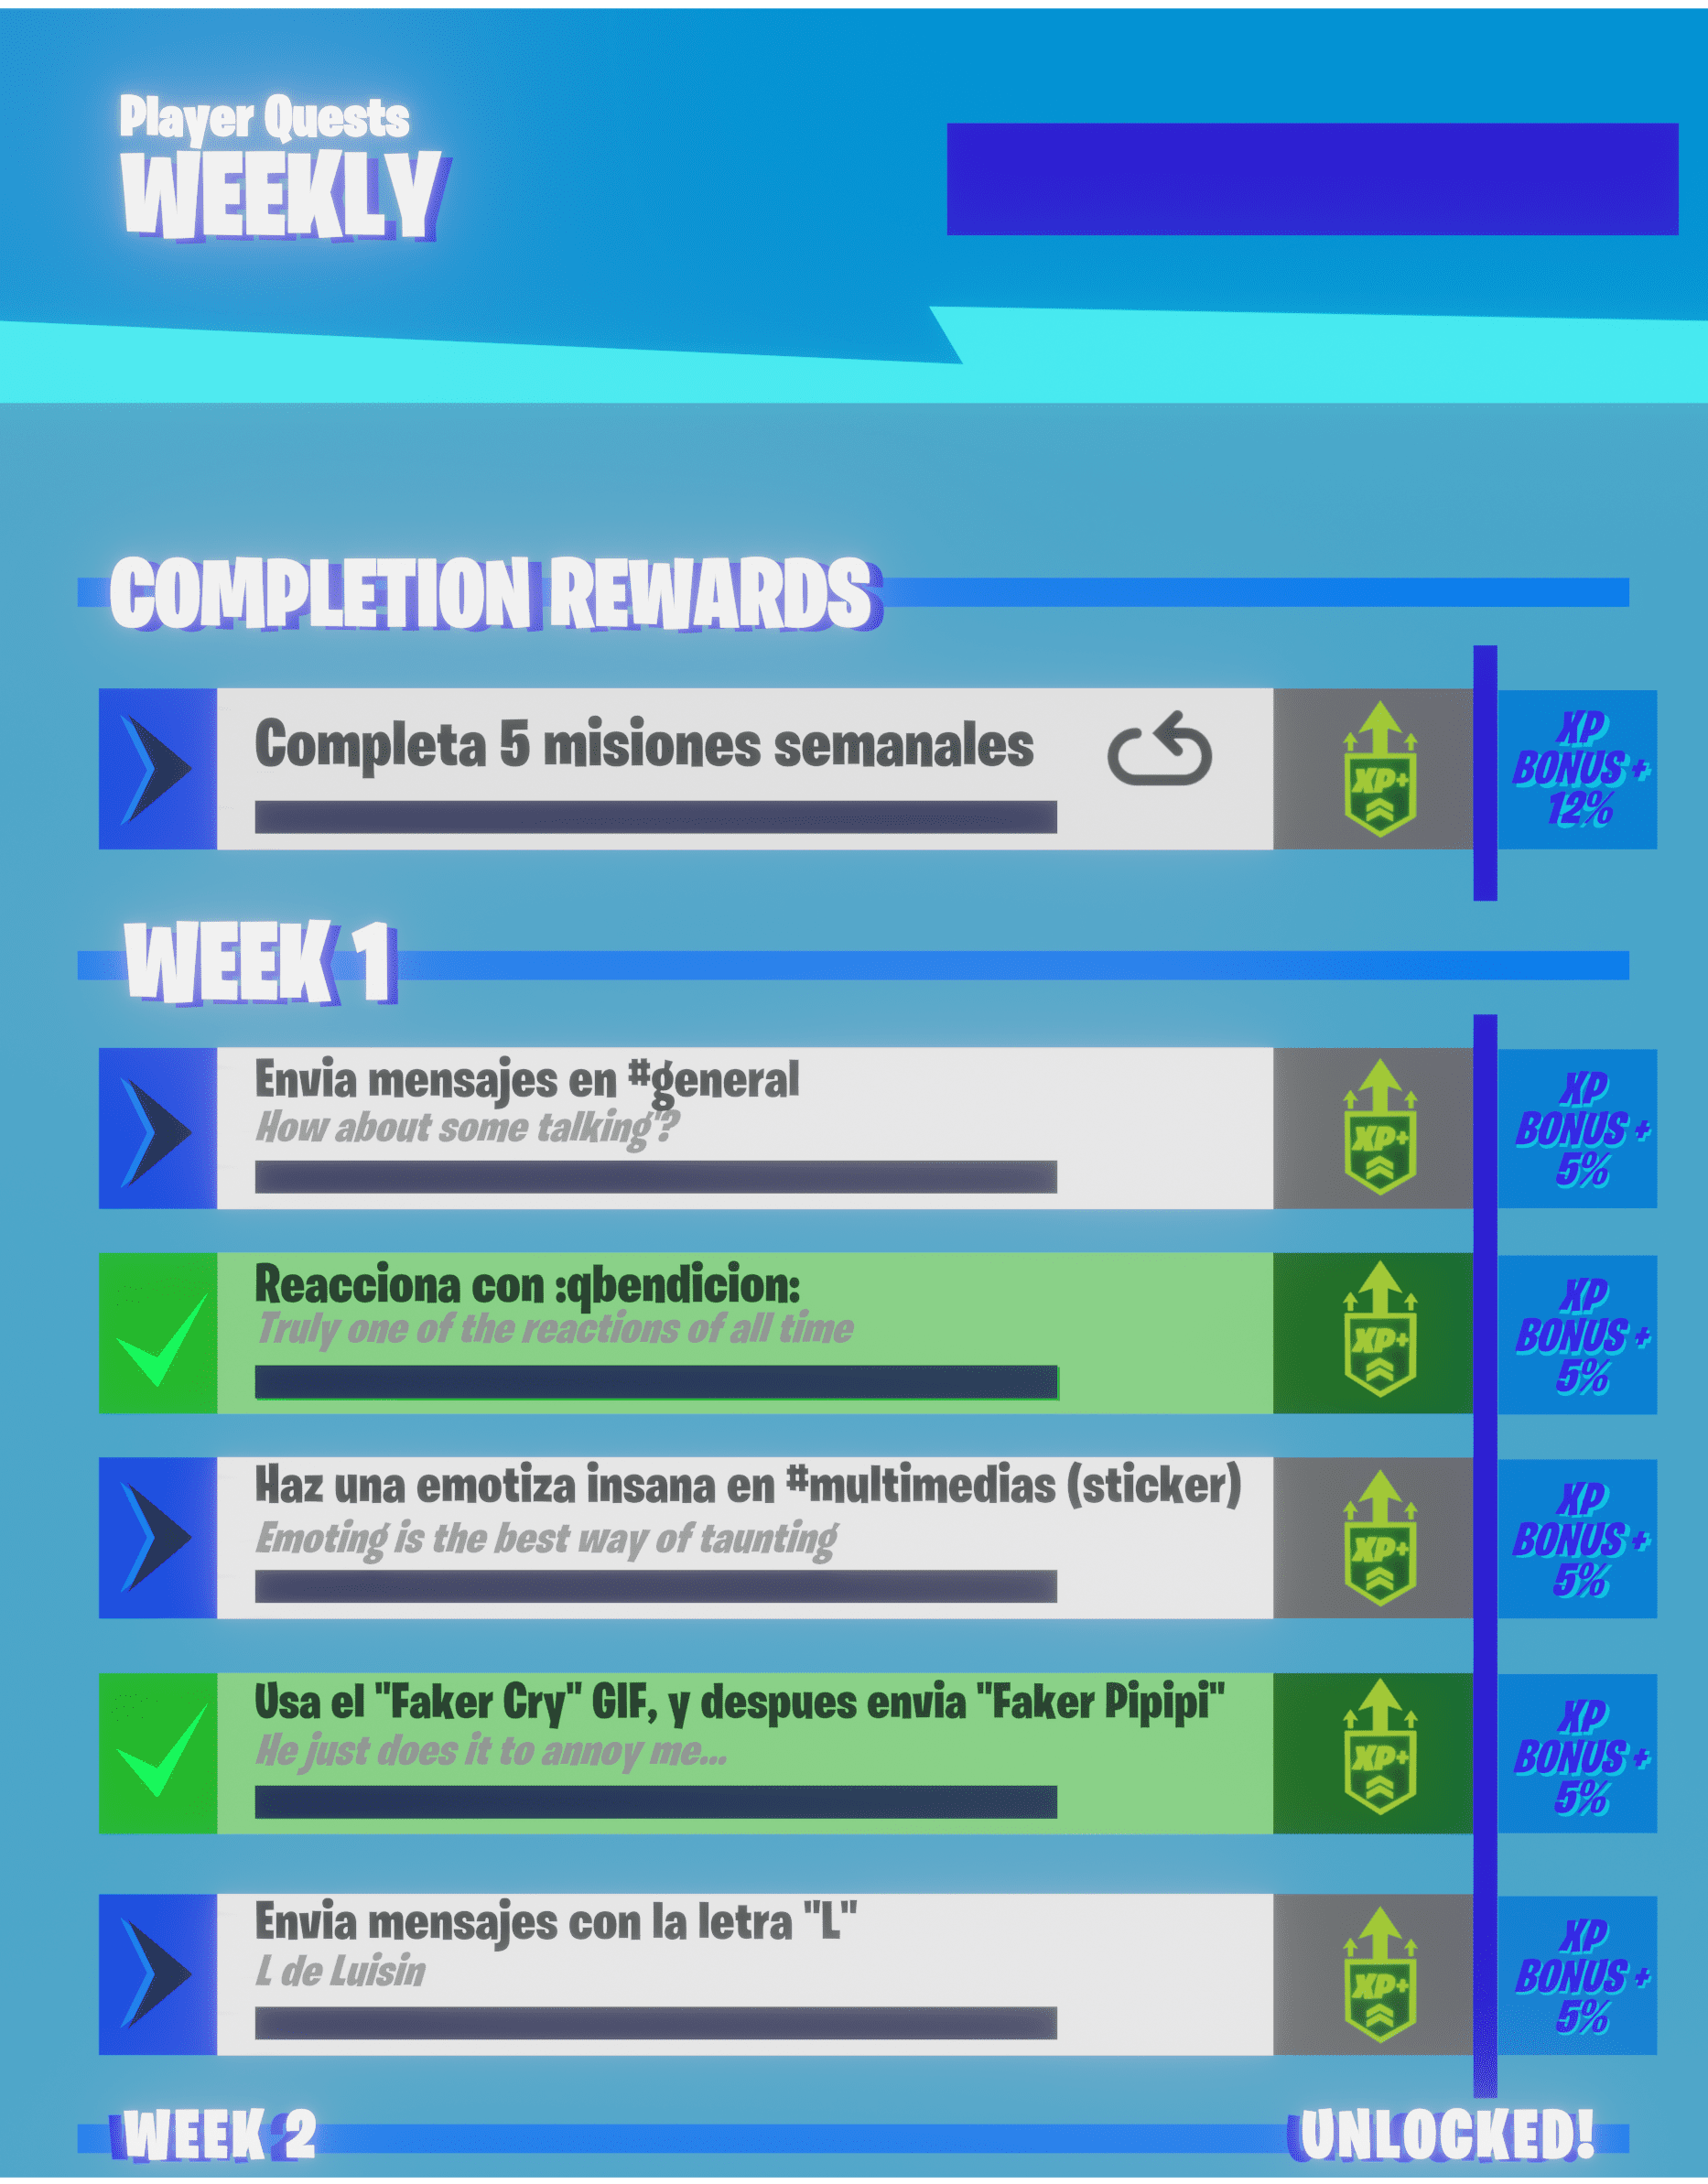 Player Quests
WEEKLY
COMPLETION REWARDS
Completa 5 misiones semanales
XP+
XP
BONUS +
12%
WEEK 1
Envia mensajes en #general
How about some talking?
XP+
XP
BONUS +
5%
Reacciona con :qbendicion:
Truly one of the reactions of all time
XP+
XP
BONUS +
5%
Haz una emotiza insana en #multimedias (sticker)
Emoting is the best way of taunting
XP+
XP
BONUS +
5%
Usa el "Faker Cry" GIF, y despues envia "Faker Pipipi"
He just does it to annoy me...
XP+
XP
BONUS +
5%
Envia mensajes con la letra "L"
L de Luisin
XP+
XP
BONUS +
5%
WEEK 2 UNLOCKED!